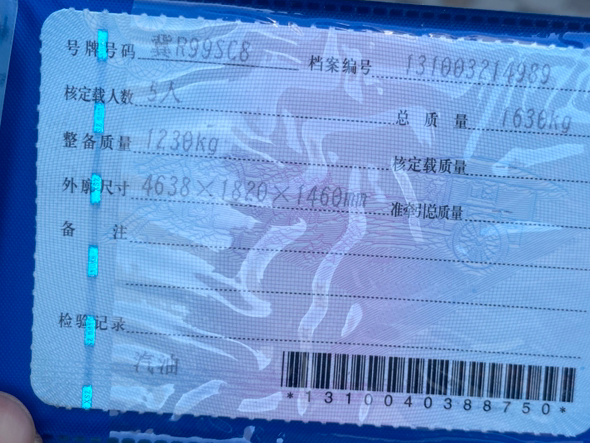 号牌号码 冀R99SC8 档案编号 131003214989
核定载人数 5人 总质量 1630kg
整备质量 1230kg 核定载质量
外廓尺寸 4638×1820×1460mm 准牵引总质量
备注
检验记录
汽油
*1310040388750*